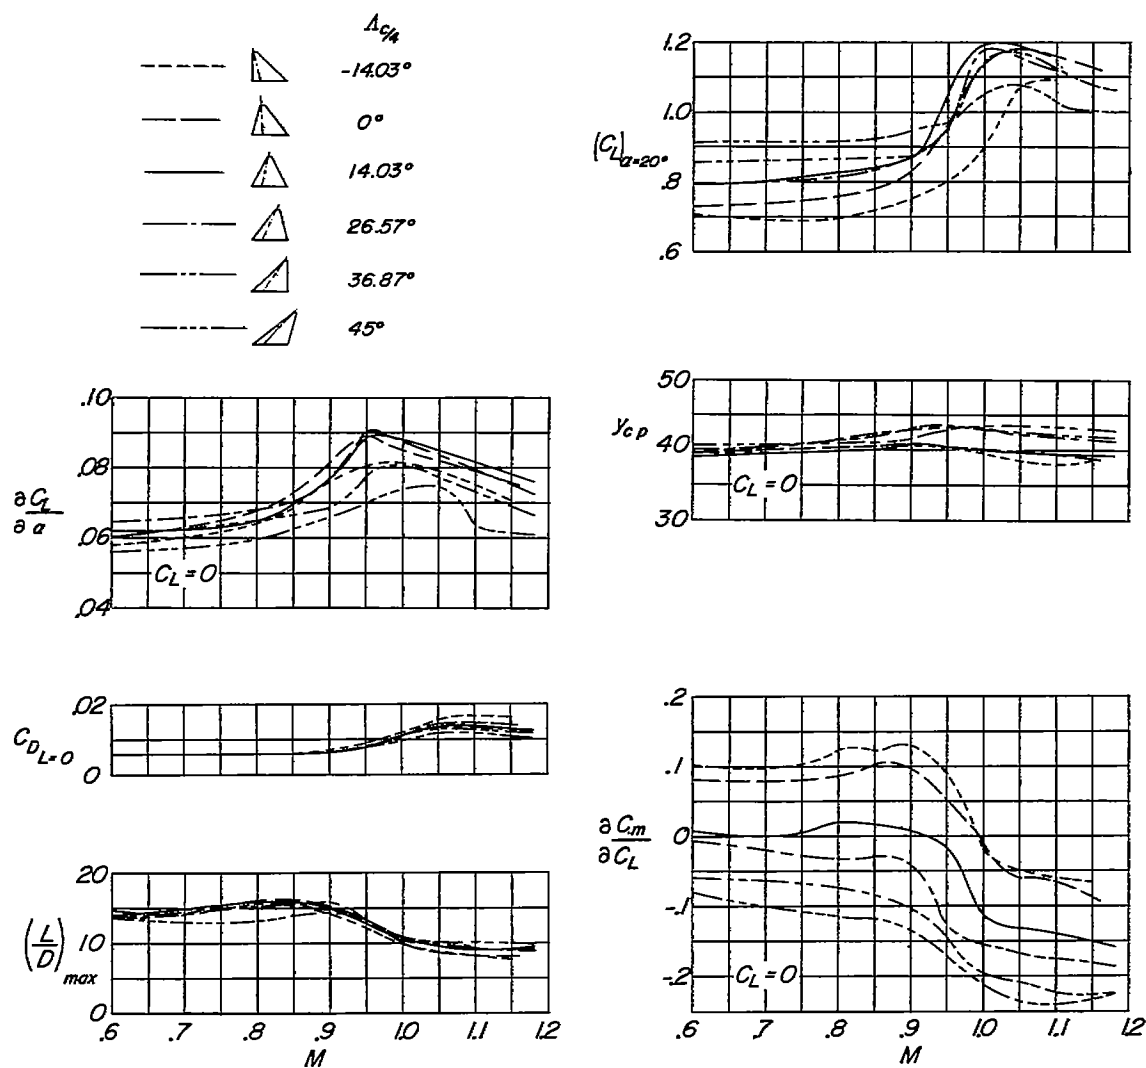 Λc/4
-14.03°
0°
14.03°
26.57°
36.87°
45°
.10
.08
∂CL/∂α
.06
CL=0
.04
.02
CDL=0
0
20
(L/D)max
10
0
.6 .7 .8 .9 1.0 1.1 1.2
M
1.2
1.0
(CL)α=20°
.8
.6
50
ycp
40
CL=0
30
.2
.1
∂Cm/∂CL
0
-.1
CL=0
-.2
.6 .7 .8 .9 1.0 1.1 1.2
M